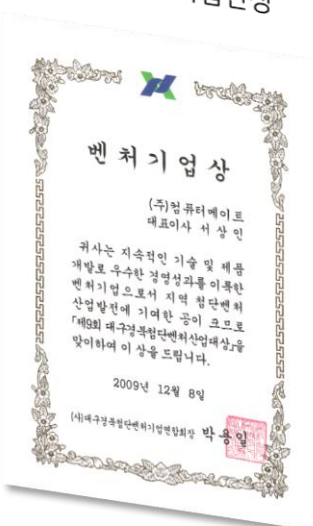 벤처기업상
(주)컴퓨터메이트
대표이사 서상인
귀사는 지속적인 기술 및 제품
개발로 우수한 경영성과를 이룩한
벤처기업으로서 지역 첨단벤처
산업발전에 기여한 공이 크므로
「제9회 대구경북첨단벤처산업대상」을
맞이하여 이 상을 드립니다.
2009년 12월 8일
(사)대구경북첨단벤처기업연합회장 박용일